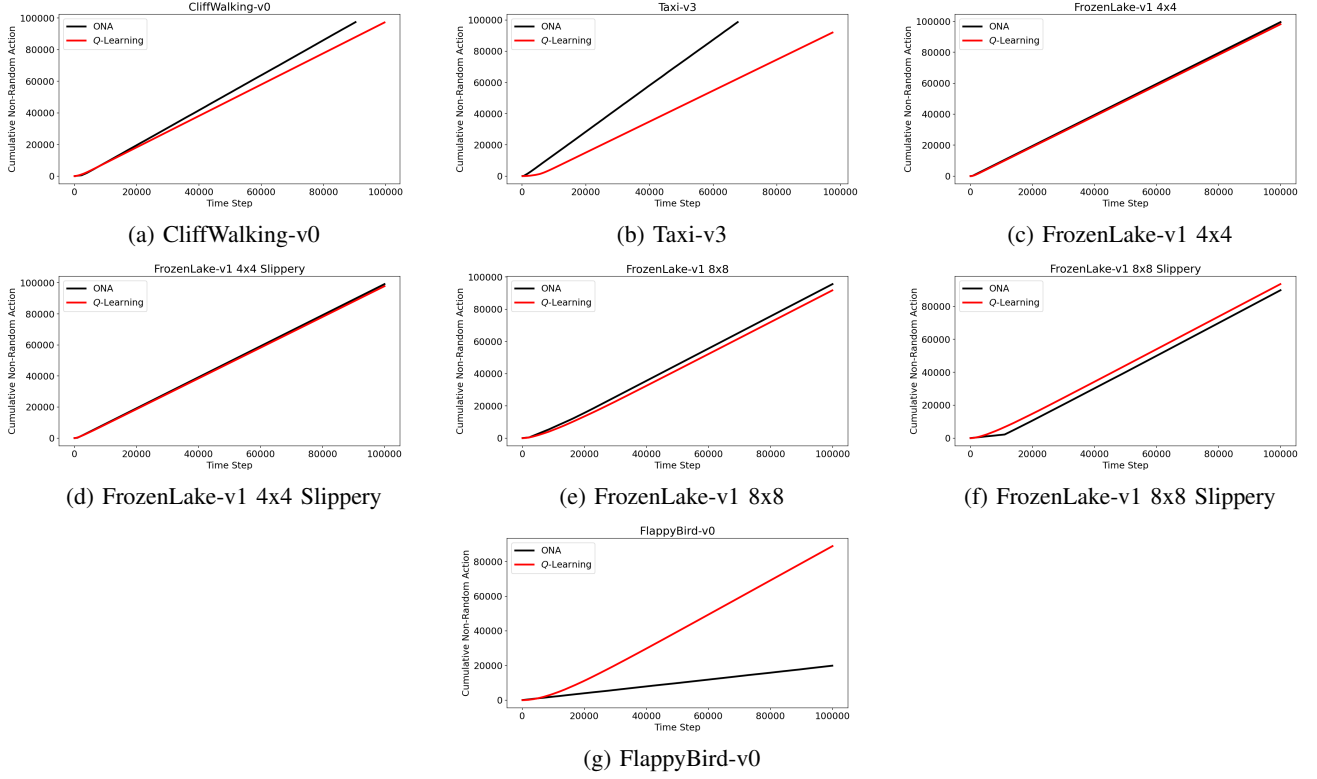 CliffWalking-v0
Cumulative Non-Random Action
100000
80000
60000
40000
20000
0
ONA
Q-Learning
0 20000 40000 60000 80000 100000
Time Step
(a) CliffWalking-v0
Taxi-v3
Cumulative Non-Random Action
100000
80000
60000
40000
20000
0
ONA
Q-Learning
0 20000 40000 60000 80000 100000
Time Step
(b) Taxi-v3
FrozenLake-v1 4x4
Cumulative Non-Random Action
100000
80000
60000
40000
20000
0
ONA
Q-Learning
0 20000 40000 60000 80000 100000
Time Step
(c) FrozenLake-v1 4x4
FrozenLake-v1 4x4 Slippery
Cumulative Non-Random Action
100000
80000
60000
40000
20000
0
ONA
Q-Learning
0 20000 40000 60000 80000 100000
Time Step
(d) FrozenLake-v1 4x4 Slippery
FrozenLake-v1 8x8
Cumulative Non-Random Action
100000
80000
60000
40000
20000
0
ONA
Q-Learning
0 20000 40000 60000 80000 100000
Time Step
(e) FrozenLake-v1 8x8
FrozenLake-v1 8x8 Slippery
Cumulative Non-Random Action
80000
60000
40000
20000
0
ONA
Q-Learning
0 20000 40000 60000 80000 100000
Time Step
(f) FrozenLake-v1 8x8 Slippery
FlappyBird-v0
Cumulative Non-Random Action
80000
60000
40000
20000
0
ONA
Q-Learning
0 20000 40000 60000 80000 100000
Time Step
(g) FlappyBird-v0